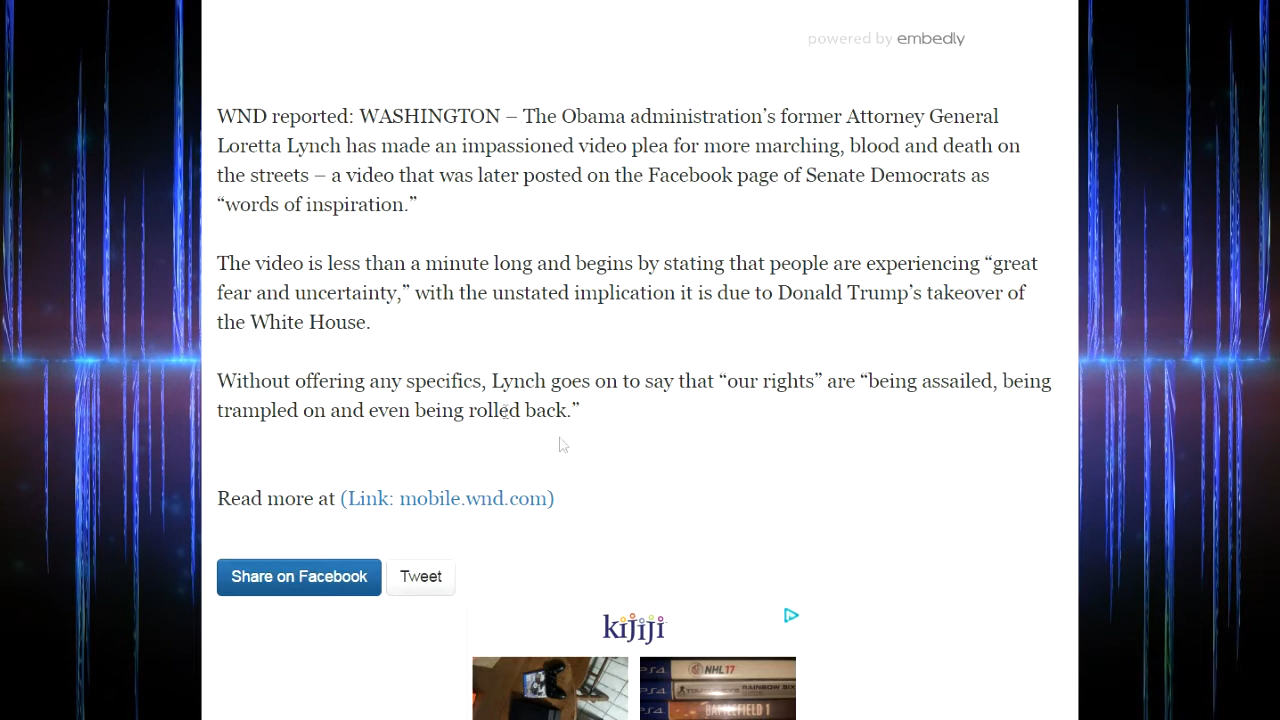 powered by embedly
WND reported: WASHINGTON – The Obama administration’s former Attorney General
Loretta Lynch has made an impassioned video plea for more marching, blood and death on
the streets – a video that was later posted on the Facebook page of Senate Democrats as
“words of inspiration.”
The video is less than a minute long and begins by stating that people are experiencing “great
fear and uncertainty,” with the unstated implication it is due to Donald Trump’s takeover of
the White House.
Without offering any specifics, Lynch goes on to say that “our rights” are “being assailed, being
trampled on and even being rolled back.”
Read more at (Link: mobile.wnd.com)
Share on Facebook
Tweet
kijiji
PS4 NHL 17
PS4 RAINBOW SIX
PS4 BATTLEFIELD 1